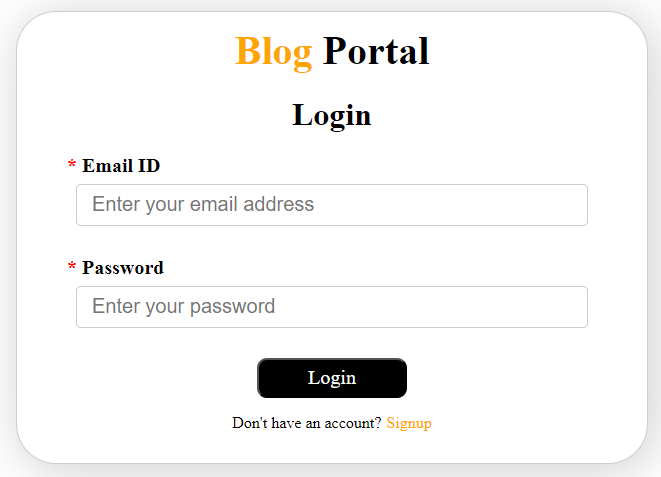 Blog Portal
Login
* Email ID
Enter your email address
* Password
Enter your password
Login
Don't have an account? Signup